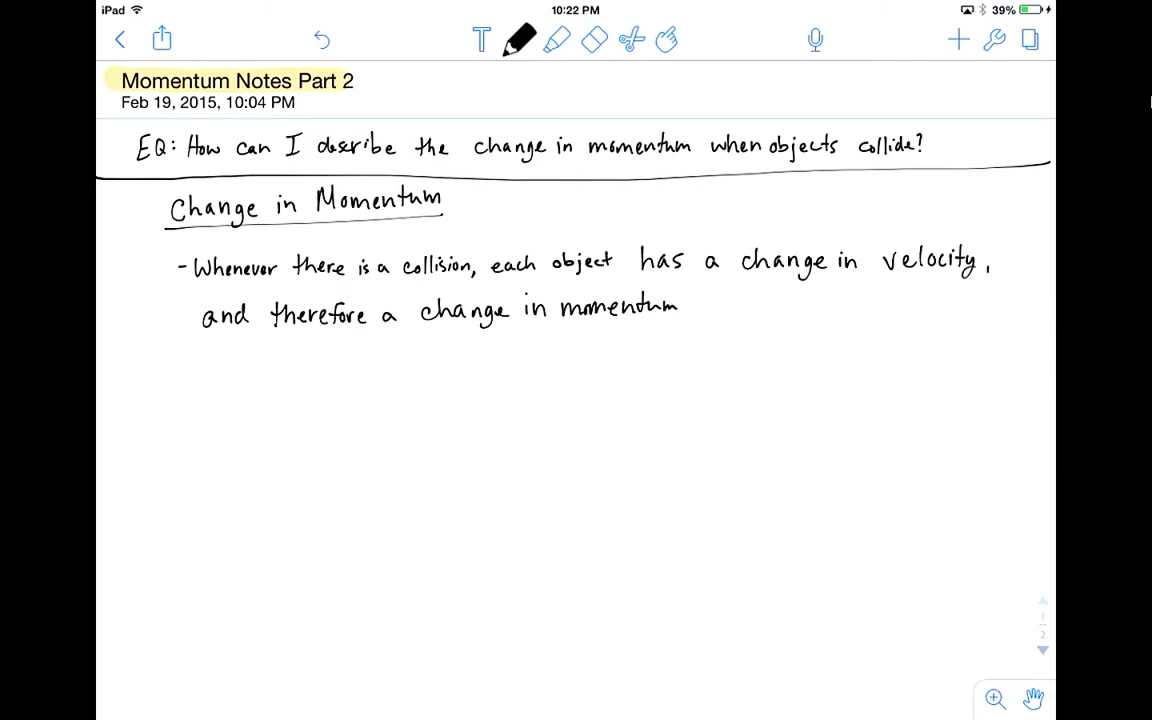 iPad 10:22 PM 39%
T
Momentum Notes Part 2
Feb 19, 2015, 10:04 PM
EQ: How can I describe the change in momentum when objects collide?
Change in Momentum
- Whenever there is a collision, each object has a change in velocity,
and therefore a change in momentum
1
2